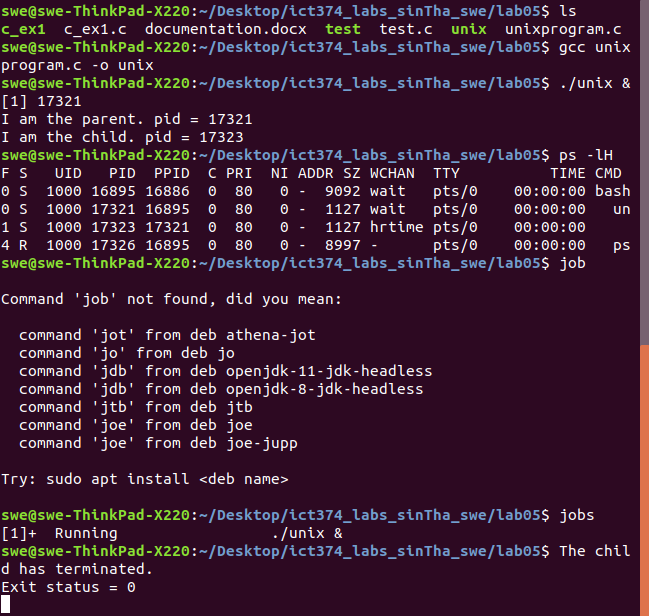 swe@swe-ThinkPad-X220:~/Desktop/ict374_labs_sinTha_swe/lab05$ ls
c_ex1  c_ex1.c  documentation.docx  test  test.c  unix  unixprogram.c
swe@swe-ThinkPad-X220:~/Desktop/ict374_labs_sinTha_swe/lab05$ gcc unix
program.c -o unix
swe@swe-ThinkPad-X220:~/Desktop/ict374_labs_sinTha_swe/lab05$ ./unix &
[1] 17321
I am the parent. pid = 17321
I am the child. pid = 17323
swe@swe-ThinkPad-X220:~/Desktop/ict374_labs_sinTha_swe/lab05$ ps -lH
F S   UID   PID  PPID  C PRI  NI ADDR SZ WCHAN  TTY          TIME CMD
0 S  1000 16895 16886  0  80   0 -  9092 wait   pts/0    00:00:00 bash
0 S  1000 17321 16895  0  80   0 -  1127 wait   pts/0    00:00:00   un
1 S  1000 17323 17321  0  80   0 -  1127 hrtime pts/0    00:00:00
4 R  1000 17326 16895  0  80   0 -  8997 -      pts/0    00:00:00   ps
swe@swe-ThinkPad-X220:~/Desktop/ict374_labs_sinTha_swe/lab05$ job

Command 'job' not found, did you mean:

  command 'jot' from deb athena-jot
  command 'jo' from deb jo
  command 'jdb' from deb openjdk-11-jdk-headless
  command 'jdb' from deb openjdk-8-jdk-headless
  command 'jtb' from deb jtb
  command 'joe' from deb joe
  command 'joe' from deb joe-jupp

Try: sudo apt install <deb name>

swe@swe-ThinkPad-X220:~/Desktop/ict374_labs_sinTha_swe/lab05$ jobs
[1]+  Running                 ./unix &
swe@swe-ThinkPad-X220:~/Desktop/ict374_labs_sinTha_swe/lab05$ The chil
d has terminated.
Exit status = 0